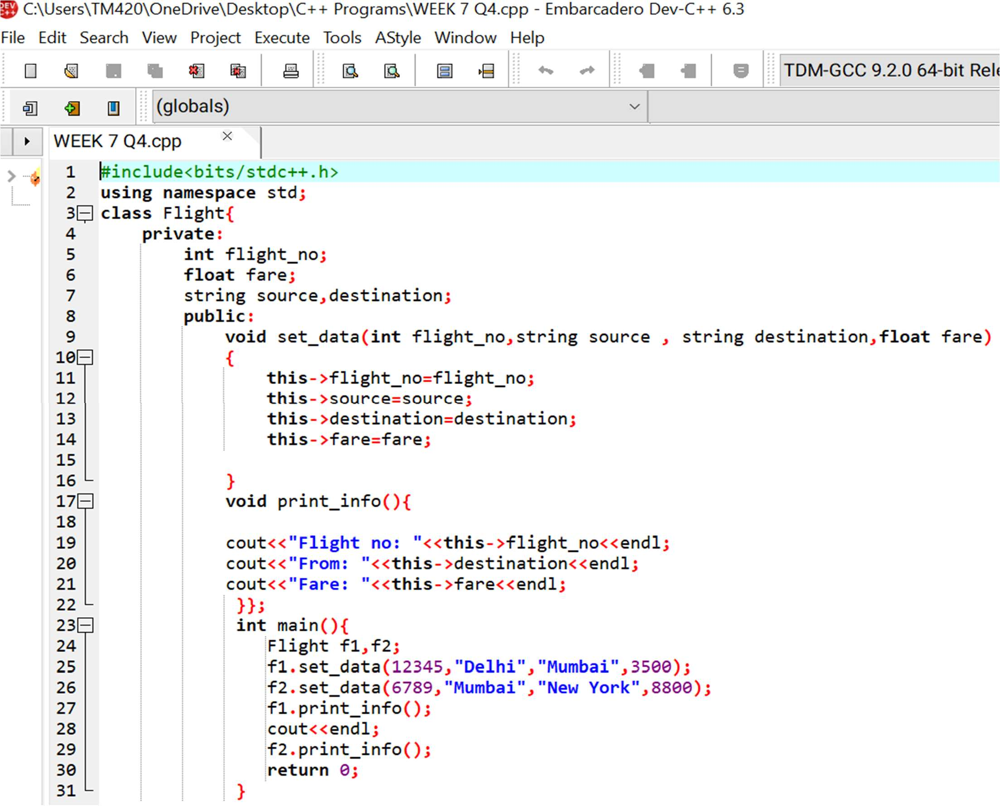 DEV C++ C:\Users\TM420\OneDrive\Desktop\C++ Programs\WEEK 7 Q4.cpp - Embarcadero Dev-C++ 6.3
File Edit Search View Project Execute Tools AStyle Window Help
TDM-GCC 9.2.0 64-bit Rele
(globals)
WEEK 7 Q4.cpp
1 #include<bits/stdc++.h>
2 using namespace std;
3 class Flight{
4 private:
5 int flight_no;
6 float fare;
7 string source,destination;
8 public:
9 void set_data(int flight_no,string source , string destination,float fare)
10 {
11 this->flight_no=flight_no;
12 this->source=source;
13 this->destination=destination;
14 this->fare=fare;
15
16 }
17 void print_info(){
18
19 cout<<"Flight no: "<<this->flight_no<<endl;
20 cout<<"From: "<<this->destination<<endl;
21 cout<<"Fare: "<<this->fare<<endl;
22 }};
23 int main(){
24 Flight f1,f2;
25 f1.set_data(12345,"Delhi","Mumbai",3500);
26 f2.set_data(6789,"Mumbai","New York",8800);
27 f1.print_info();
28 cout<<endl;
29 f2.print_info();
30 return 0;
31 }